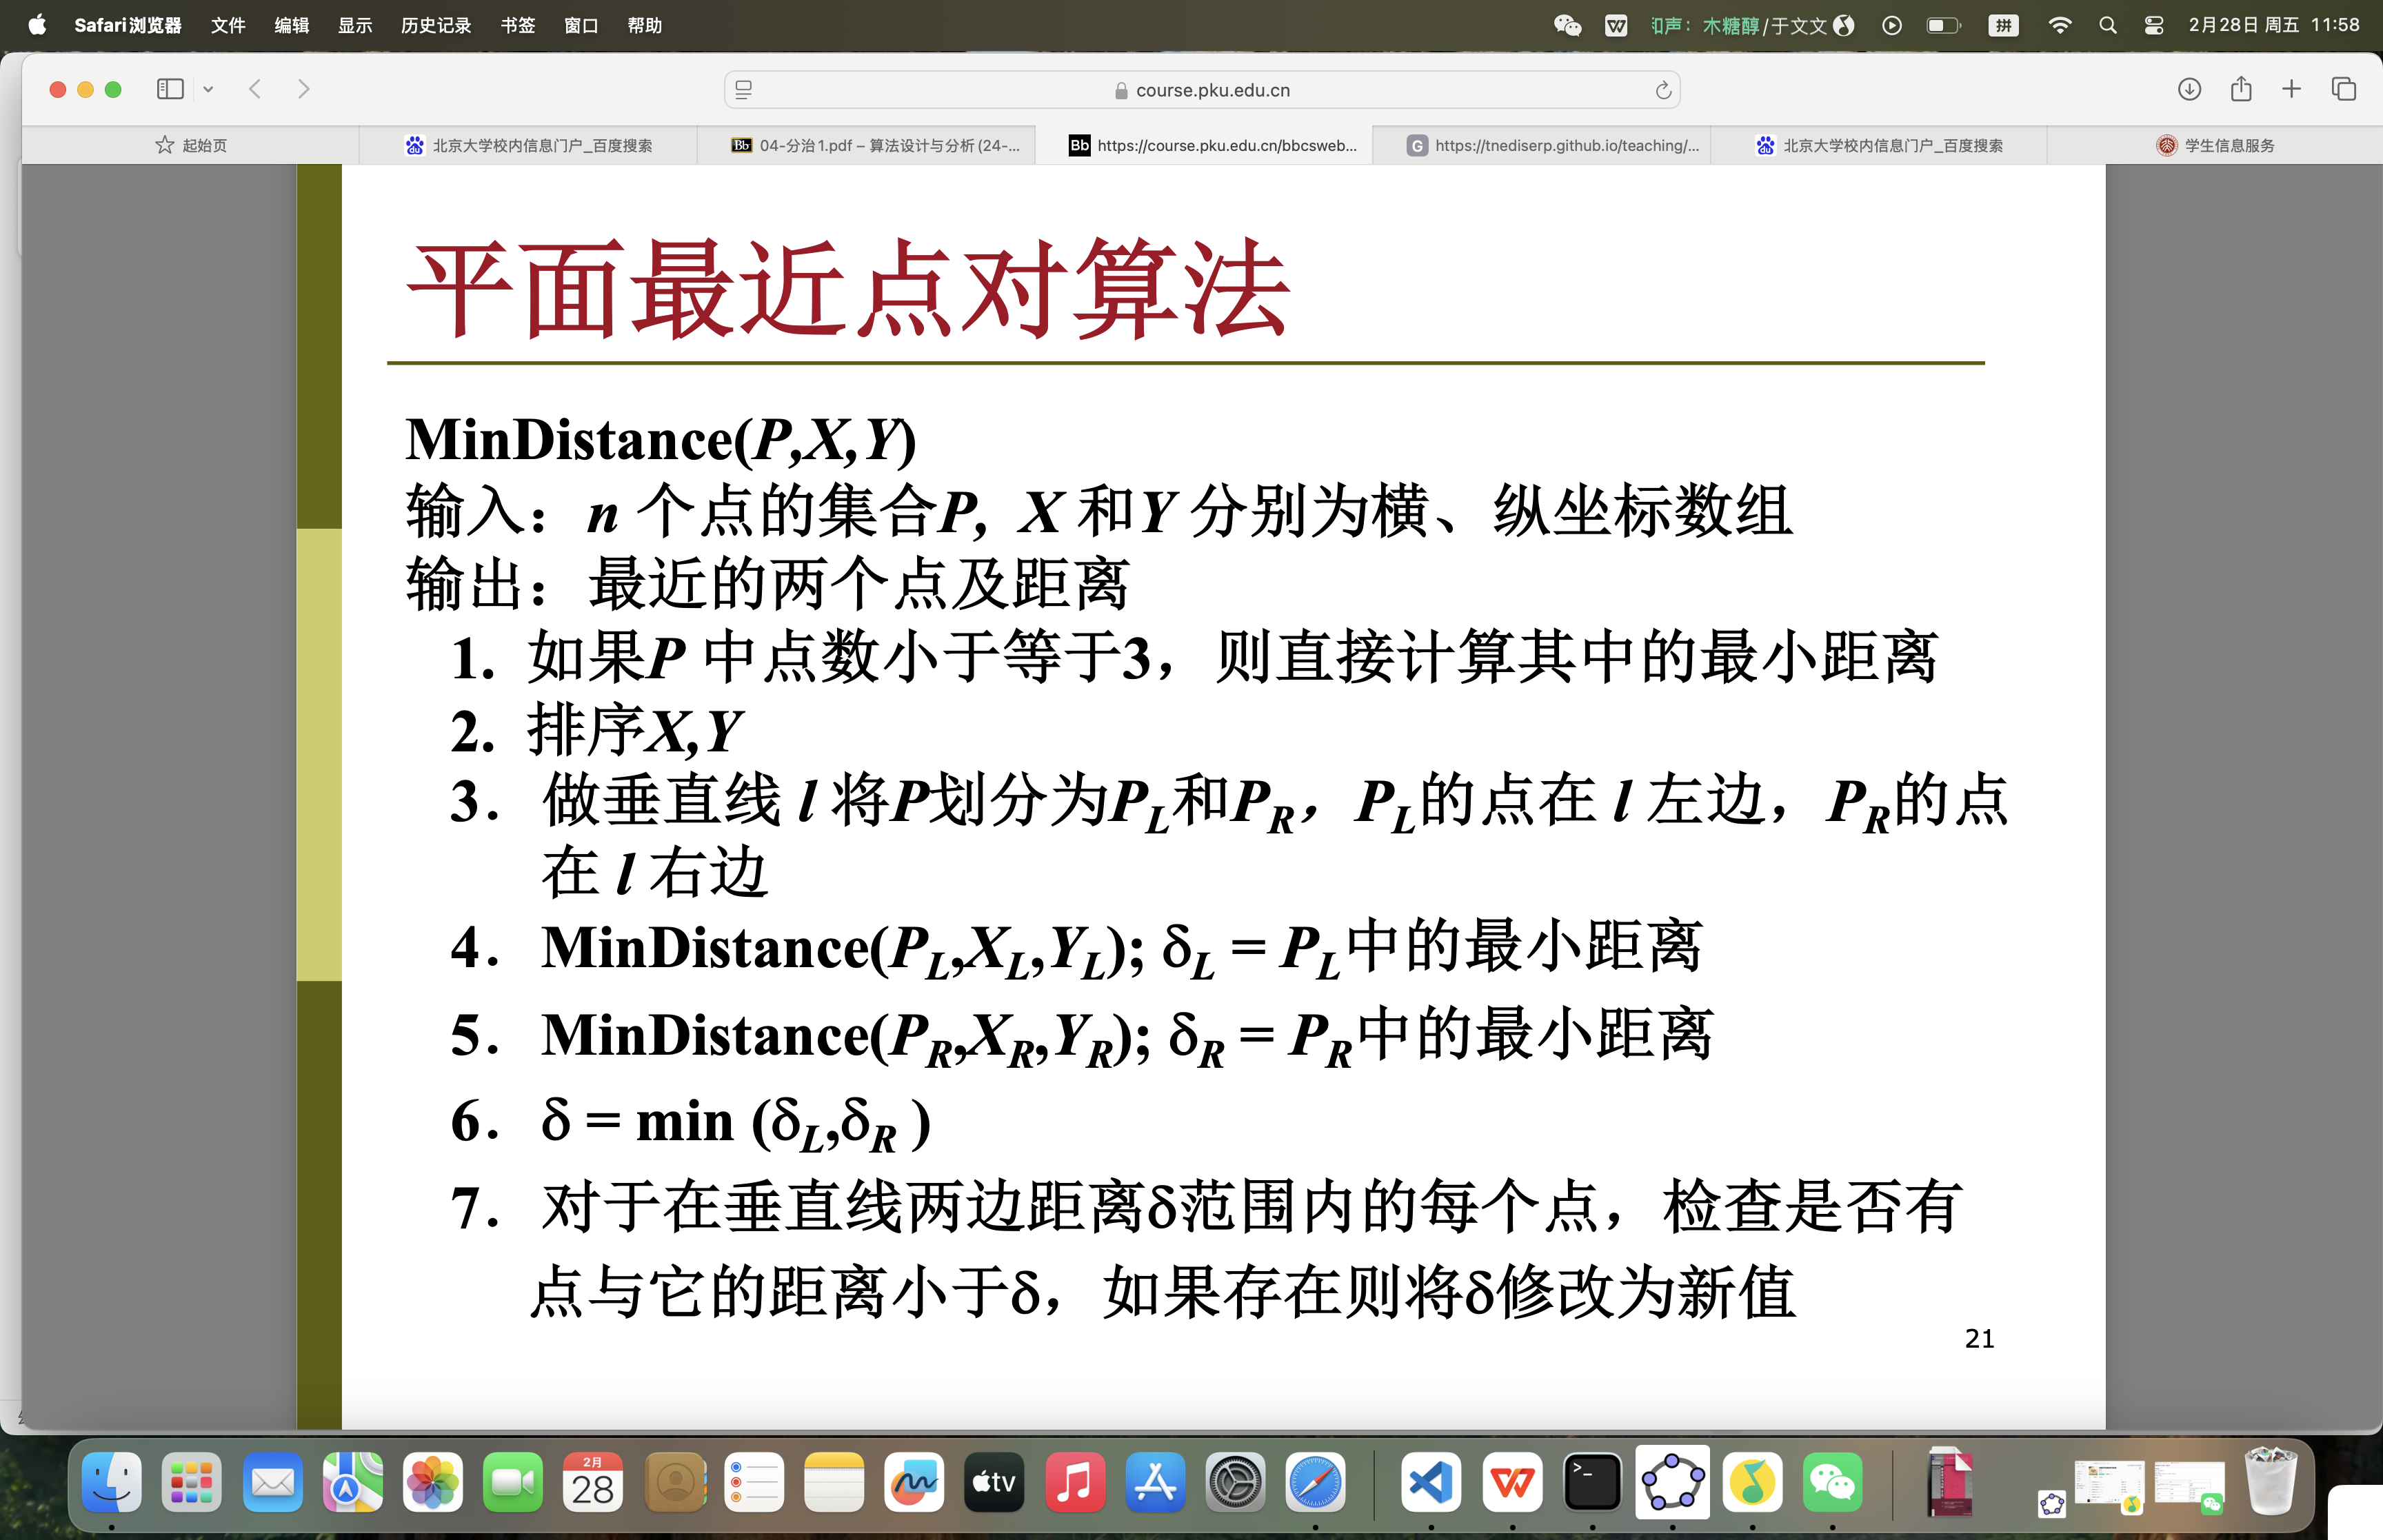 Safari浏览器 文件 编辑 显示 历史记录 书签 窗口 帮助
木糖醇/于文文 拼 2月28日 周五 11:58
course.pku.edu.cn
起始页
北京大学校内信息门户_百度搜索
Bb 04-分治1.pdf – 算法设计与分析(24-...
Bb https://course.pku.edu.cn/bbcsweb...
G https://tnediserp.github.io/teaching/...
北京大学校内信息门户_百度搜索
学生信息服务
平面最近点对算法
MinDistance(P,X,Y)
输入：n 个点的集合P, X 和Y 分别为横、纵坐标数组
输出：最近的两个点及距离
1. 如果P 中点数小于等于3，则直接计算其中的最小距离
2. 排序X,Y
3. 做垂直线 l 将P划分为PL和PR，PL的点在 l 左边，PR的点
在 l 右边
4. MinDistance(PL,XL,YL); δL = PL中的最小距离
5. MinDistance(PR,XR,YR); δR = PR中的最小距离
6. δ = min (δL,δR )
7. 对于在垂直线两边距离δ范围内的每个点，检查是否有
点与它的距离小于δ，如果存在则将δ修改为新值
21
2月
28
tv